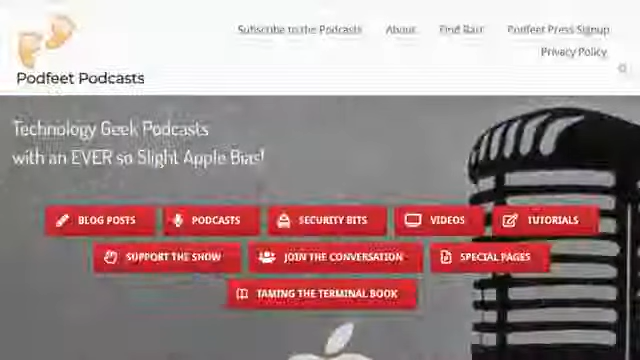 Subscribe to the Podcasts About Find Bart Podfeet Press Signup
Privacy Policy
Podfeet Podcasts
Technology Geek Podcasts
with an EVER so Slight Apple Bias!
BLOG POSTS PODCASTS SECURITY BITS VIDEOS TUTORIALS
SUPPORT THE SHOW JOIN THE CONVERSATION SPECIAL PAGES
TAMING THE TERMINAL BOOK